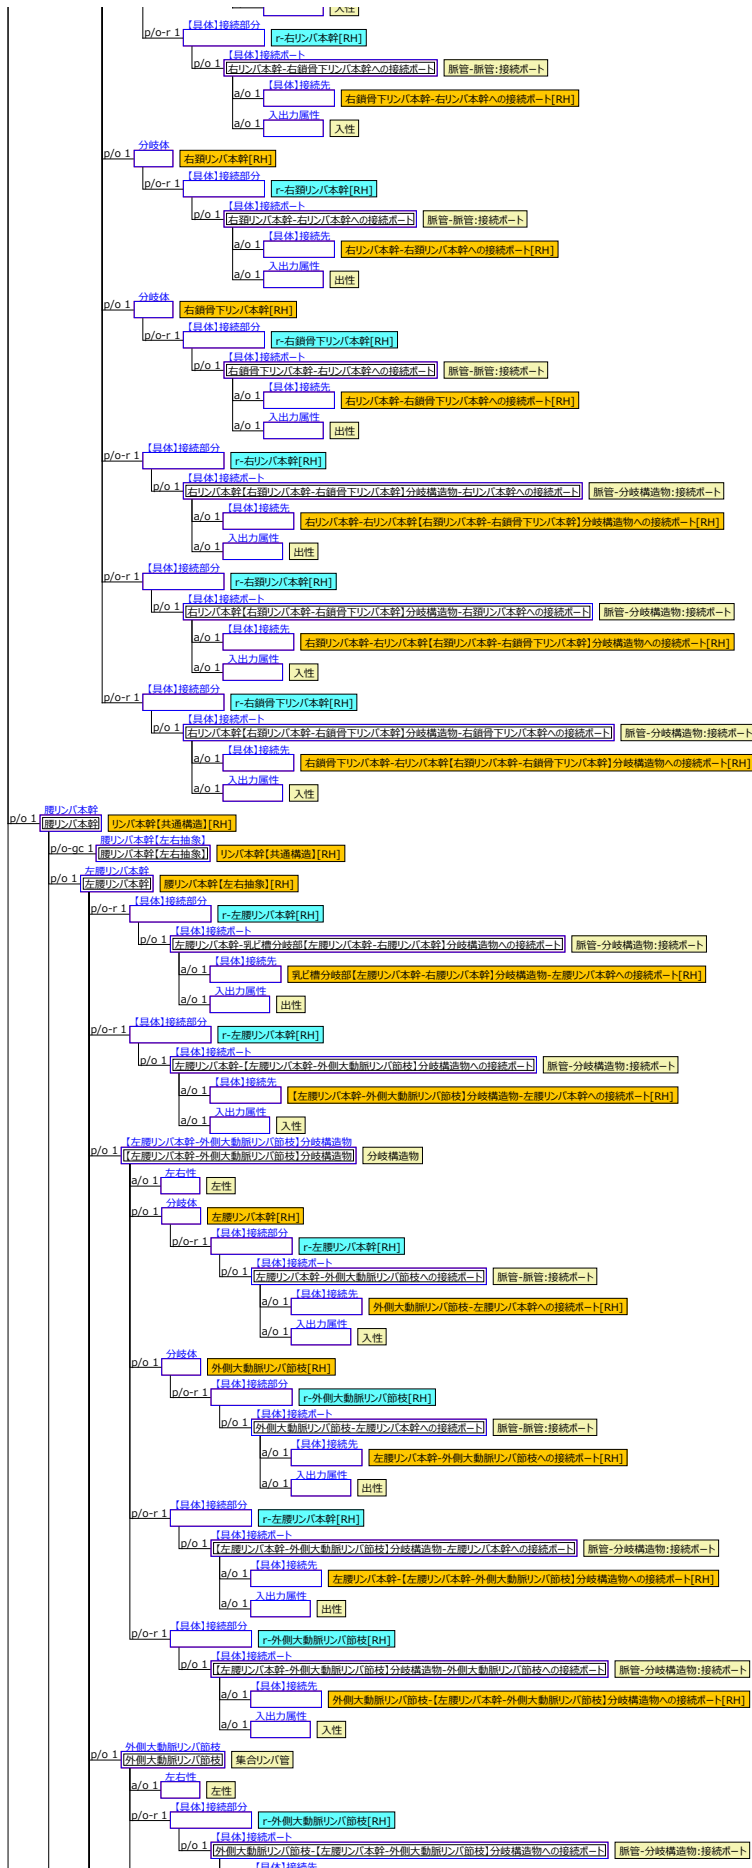 入性
【具体】接続部分
p/o-r 1 r-右リンパ本幹[RH]
【具体】接続ポート
p/o 1 右リンパ本幹-右鎖骨下リンパ本幹への接続ポート 脈管-脈管:接続ポート
【具体】接続先
a/o 1 右鎖骨下リンパ本幹-右リンパ本幹への接続ポート[RH]
入出力属性
a/o 1 入性
分岐体
p/o 1 右頚リンパ本幹[RH]
【具体】接続部分
p/o-r 1 r-右頚リンパ本幹[RH]
【具体】接続ポート
p/o 1 右頚リンパ本幹-右リンパ本幹への接続ポート 脈管-脈管:接続ポート
【具体】接続先
a/o 1 右リンパ本幹-右頚リンパ本幹への接続ポート[RH]
入出力属性
a/o 1 出性
分岐体
p/o 1 右鎖骨下リンパ本幹[RH]
【具体】接続部分
p/o-r 1 r-右鎖骨下リンパ本幹[RH]
【具体】接続ポート
p/o 1 右鎖骨下リンパ本幹-右リンパ本幹への接続ポート 脈管-脈管:接続ポート
【具体】接続先
a/o 1 右リンパ本幹-右鎖骨下リンパ本幹への接続ポート[RH]
入出力属性
a/o 1 出性
【具体】接続部分
p/o-r 1 r-右リンパ本幹[RH]
【具体】接続ポート
p/o 1 右リンパ本幹【右頚リンパ本幹-右鎖骨下リンパ本幹】分岐構造物-右リンパ本幹への接続ポート 脈管-分岐構造物:接続ポート
【具体】接続先
a/o 1 右リンパ本幹-右リンパ本幹【右頚リンパ本幹-右鎖骨下リンパ本幹】分岐構造物への接続ポート[RH]
入出力属性
a/o 1 出性
【具体】接続部分
p/o-r 1 r-右頚リンパ本幹[RH]
【具体】接続ポート
p/o 1 右リンパ本幹【右頚リンパ本幹-右鎖骨下リンパ本幹】分岐構造物-右頚リンパ本幹への接続ポート 脈管-分岐構造物:接続ポート
【具体】接続先
a/o 1 右頚リンパ本幹-右リンパ本幹【右頚リンパ本幹-右鎖骨下リンパ本幹】分岐構造物への接続ポート[RH]
入出力属性
a/o 1 入性
【具体】接続部分
p/o-r 1 r-右鎖骨下リンパ本幹[RH]
【具体】接続ポート
p/o 1 右リンパ本幹【右頚リンパ本幹-右鎖骨下リンパ本幹】分岐構造物-右鎖骨下リンパ本幹への接続ポート 脈管-分岐構造物:接続ポート
【具体】接続先
a/o 1 右鎖骨下リンパ本幹-右リンパ本幹【右頚リンパ本幹-右鎖骨下リンパ本幹】分岐構造物への接続ポート[RH]
入出力属性
a/o 1 入性
腰リンパ本幹
p/o 1 腰リンパ本幹 リンパ本幹【共通構造】[RH]
腰リンパ本幹【左右抽象】
p/o-gc 1 腰リンパ本幹【左右抽象】 リンパ本幹【共通構造】[RH]
左腰リンパ本幹
p/o 1 左腰リンパ本幹 腰リンパ本幹【左右抽象】[RH]
【具体】接続部分
p/o-r 1 r-左腰リンパ本幹[RH]
【具体】接続ポート
p/o 1 左腰リンパ本幹-乳ビ槽分岐部【左腰リンパ本幹-右腰リンパ本幹】分岐構造物への接続ポート 脈管-分岐構造物:接続ポート
【具体】接続先
a/o 1 乳ビ槽分岐部【左腰リンパ本幹-右腰リンパ本幹】分岐構造物-左腰リンパ本幹への接続ポート[RH]
入出力属性
a/o 1 出性
【具体】接続部分
p/o-r 1 r-左腰リンパ本幹[RH]
【具体】接続ポート
p/o 1 左腰リンパ本幹-【左腰リンパ本幹-外側大動脈リンパ節枝】分岐構造物への接続ポート 脈管-分岐構造物:接続ポート
【具体】接続先
a/o 1 【左腰リンパ本幹-外側大動脈リンパ節枝】分岐構造物-左腰リンパ本幹への接続ポート[RH]
入出力属性
a/o 1 入性
【左腰リンパ本幹-外側大動脈リンパ節枝】分岐構造物
p/o 1 【左腰リンパ本幹-外側大動脈リンパ節枝】分岐構造物 分岐構造物
左右性
a/o 1 左性
分岐体
p/o 1 左腰リンパ本幹[RH]
【具体】接続部分
p/o-r 1 r-左腰リンパ本幹[RH]
【具体】接続ポート
p/o 1 左腰リンパ本幹-外側大動脈リンパ節枝への接続ポート 脈管-脈管:接続ポート
【具体】接続先
a/o 1 外側大動脈リンパ節枝-左腰リンパ本幹への接続ポート[RH]
入出力属性
a/o 1 入性
分岐体
p/o 1 外側大動脈リンパ節枝[RH]
【具体】接続部分
p/o-r 1 r-外側大動脈リンパ節枝[RH]
【具体】接続ポート
p/o 1 外側大動脈リンパ節枝-左腰リンパ本幹への接続ポート 脈管-脈管:接続ポート
【具体】接続先
a/o 1 左腰リンパ本幹-外側大動脈リンパ節枝への接続ポート[RH]
入出力属性
a/o 1 出性
【具体】接続部分
p/o-r 1 r-左腰リンパ本幹[RH]
【具体】接続ポート
p/o 1 【左腰リンパ本幹-外側大動脈リンパ節枝】分岐構造物-左腰リンパ本幹への接続ポート 脈管-分岐構造物:接続ポート
【具体】接続先
a/o 1 左腰リンパ本幹-【左腰リンパ本幹-外側大動脈リンパ節枝】分岐構造物への接続ポート[RH]
入出力属性
a/o 1 出性
【具体】接続部分
p/o-r 1 r-外側大動脈リンパ節枝[RH]
【具体】接続ポート
p/o 1 【左腰リンパ本幹-外側大動脈リンパ節枝】分岐構造物-外側大動脈リンパ節枝への接続ポート 脈管-分岐構造物:接続ポート
【具体】接続先
a/o 1 外側大動脈リンパ節枝-【左腰リンパ本幹-外側大動脈リンパ節枝】分岐構造物への接続ポート[RH]
入出力属性
a/o 1 入性
外側大動脈リンパ節枝
p/o 1 外側大動脈リンパ節枝 集合リンパ管
左右性
a/o 1 左性
【具体】接続部分
p/o-r 1 r-外側大動脈リンパ節枝[RH]
【具体】接続ポート
p/o 1 外側大動脈リンパ節枝-【左腰リンパ本幹-外側大動脈リンパ節枝】分岐構造物への接続ポート 脈管-分岐構造物:接続ポート
【具体】接続先